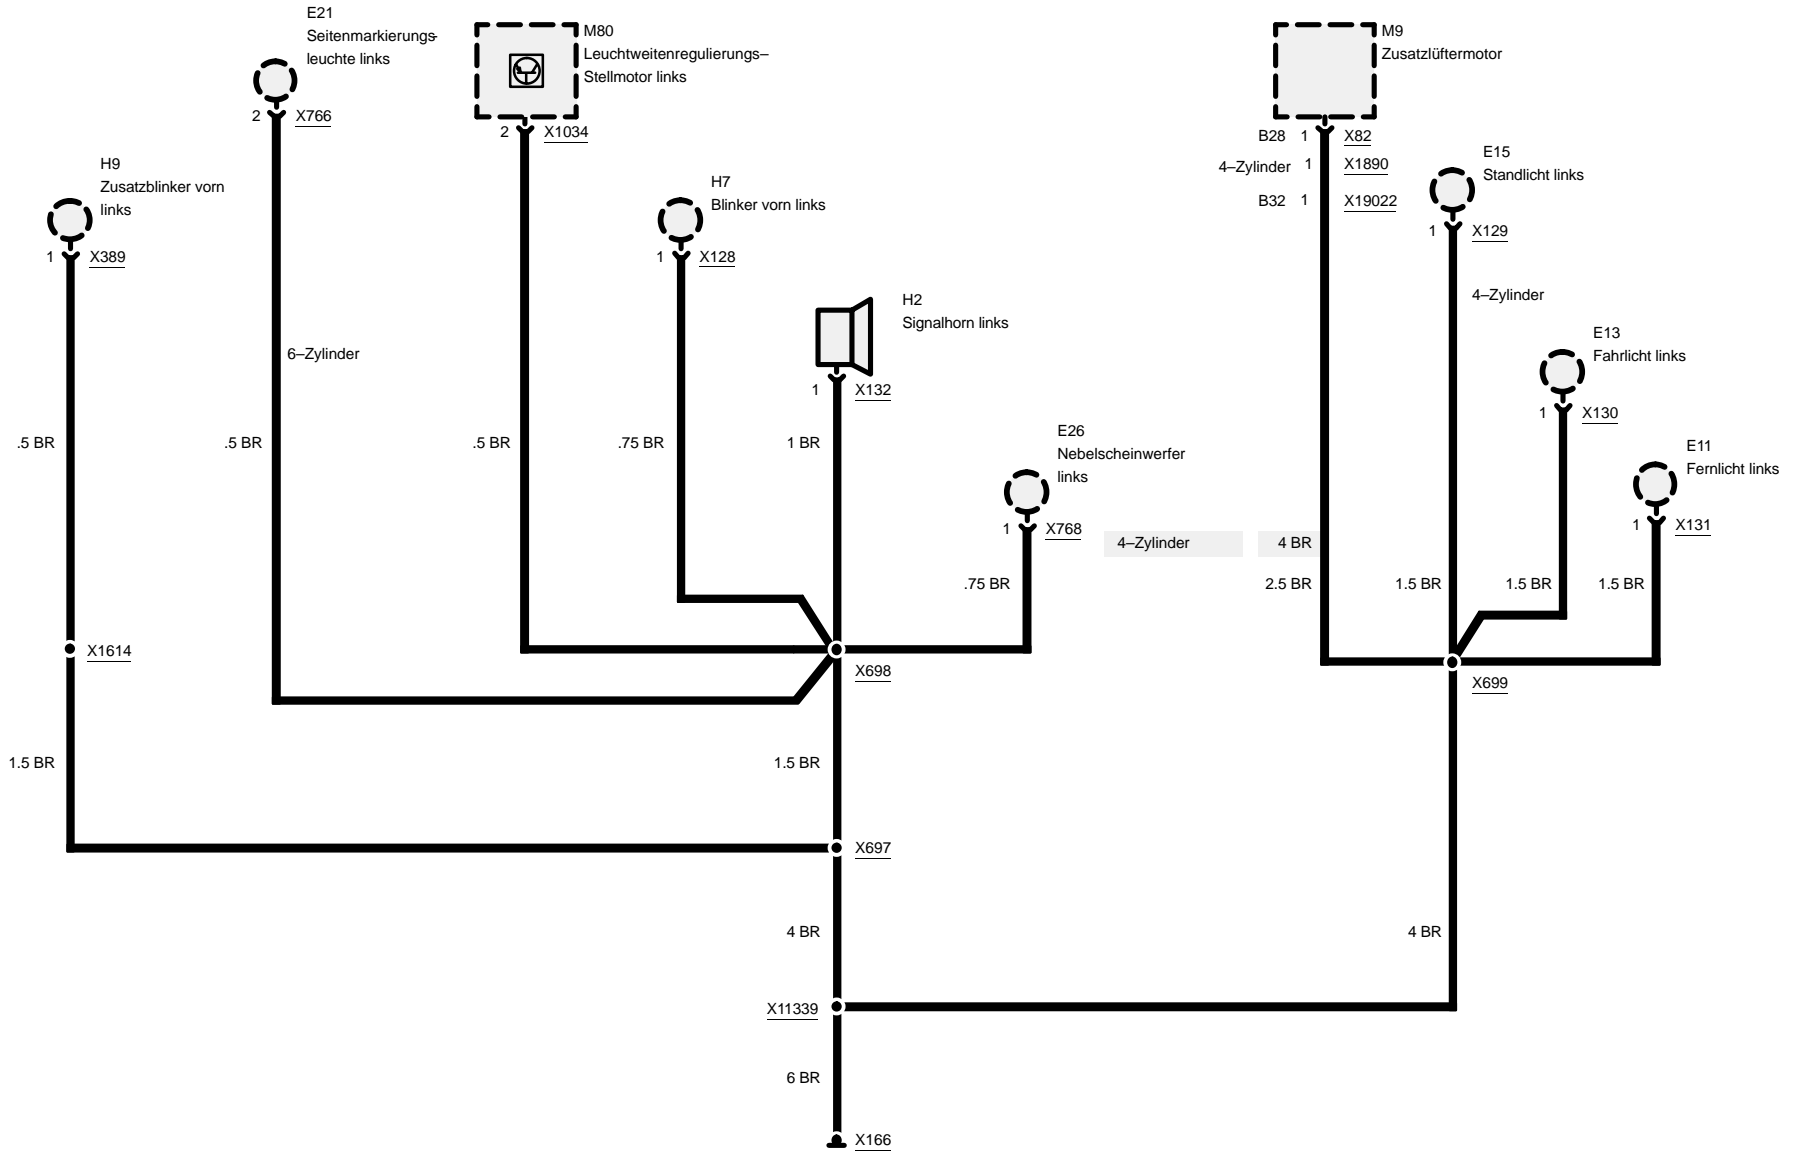 E21
Seitenmarkierungs-
leuchte links
2 X766
M80
Leuchtweitenregulierungs–
Stellmotor links
2 X1034
M9
Zusatzlüftermotor
B28 1 X82
4–Zylinder 1 X1890
B32 1 X19022
E15
Standlicht links
1 X129
4–Zylinder
H9
Zusatzblinker vorn
links
1 X389
H7
Blinker vorn links
1 X128
H2
Signalhorn links
1 X132
E13
Fahrlicht links
1 X130
6–Zylinder
E26
Nebelscheinwerfer
links
1 X768
E11
Fernlicht links
1 X131
.5 BR
.5 BR
.5 BR
.75 BR
1 BR
4–Zylinder 4 BR
.75 BR
2.5 BR
1.5 BR
1.5 BR
1.5 BR
X1614
X698
X699
1.5 BR
1.5 BR
X697
4 BR
4 BR
X11339
6 BR
X166